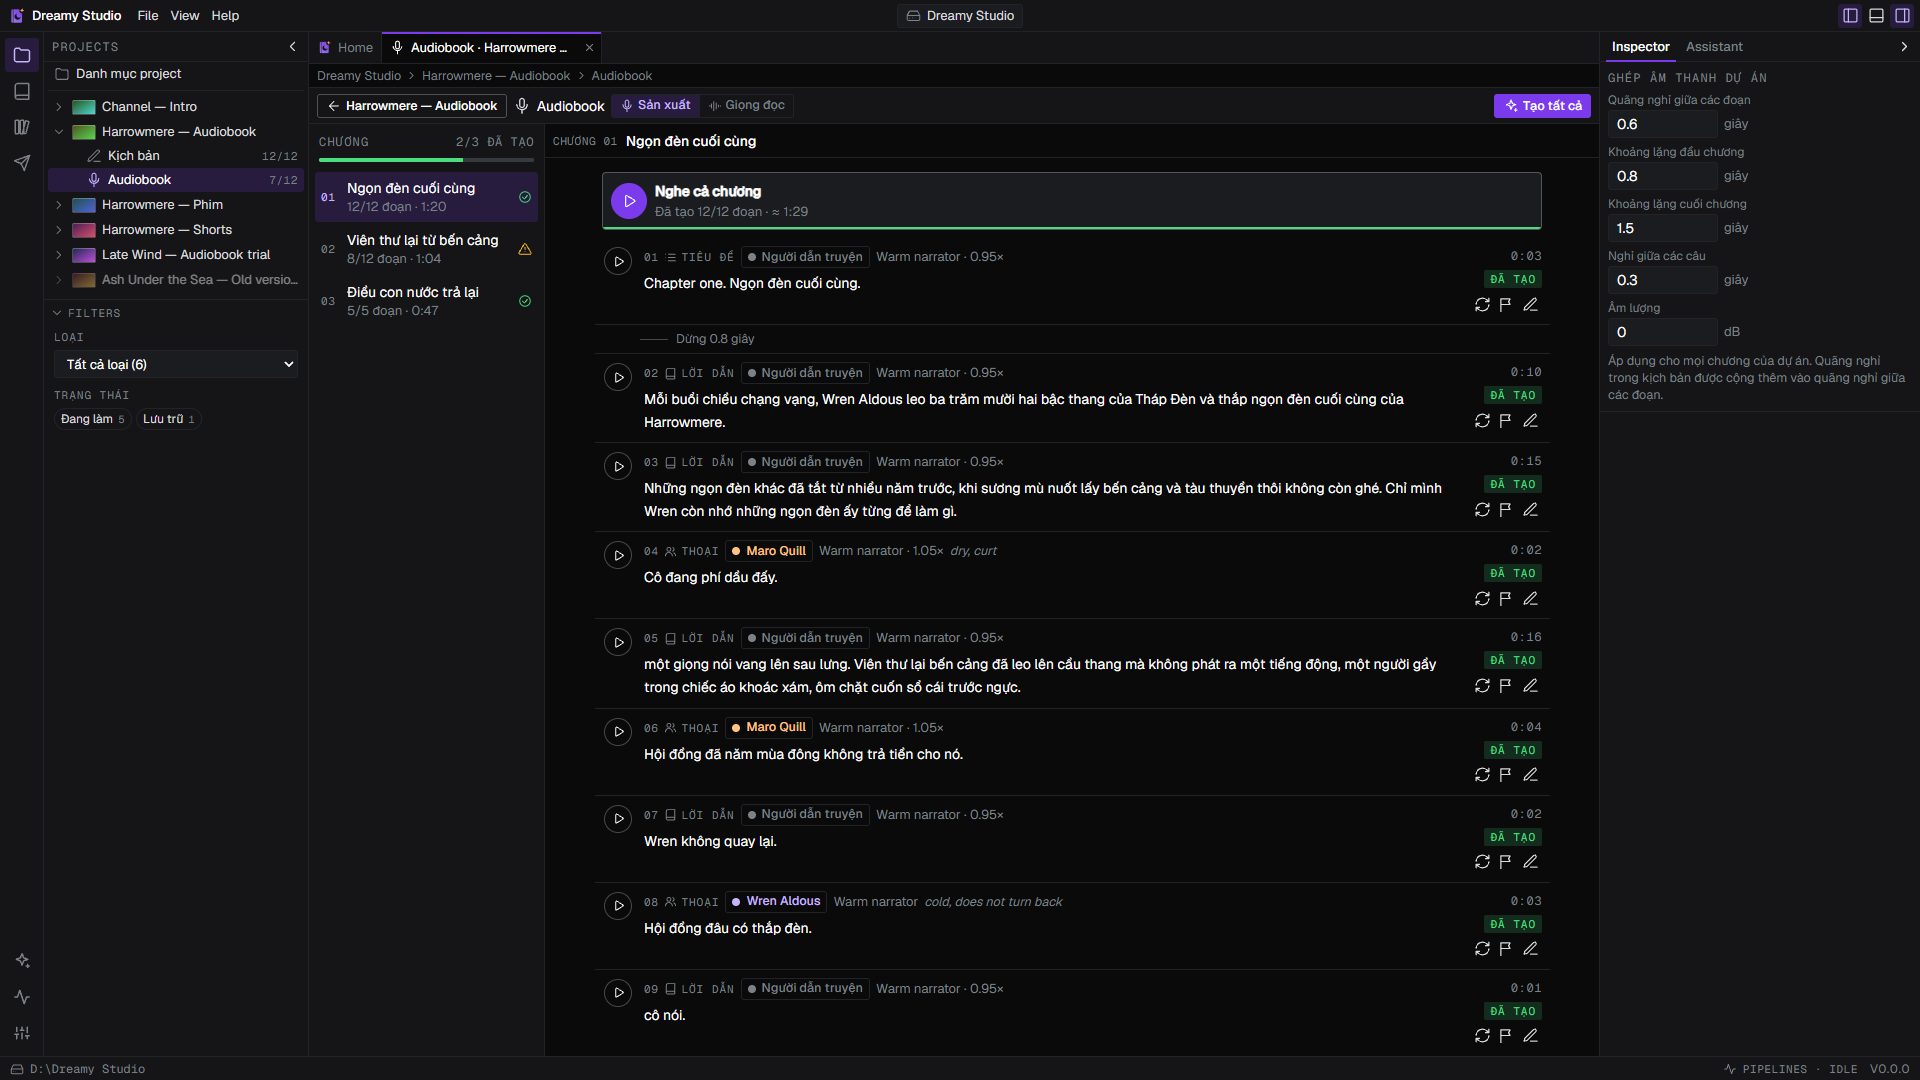 Dreamy Studio File View Help
Dreamy Studio
PROJECTS
Danh mục project
Channel — Intro
Harrowmere — Audiobook
Kịch bản 12/12
Audiobook 7/12
Harrowmere — Phim
Harrowmere — Shorts
Late Wind — Audiobook trial
Ash Under the Sea — Old versio...
FILTERS
LOẠI
Tất cả loại (6)
TRẠNG THÁI
Đang làm 5 Lưu trữ 1
Home Audiobook · Harrowmere ...
Dreamy Studio > Harrowmere — Audiobook > Audiobook
Harrowmere — Audiobook Audiobook Sản xuất Giọng đọc Tạo tất cả
CHƯƠNG 2/3 ĐÃ TẠO
01 Ngọn đèn cuối cùng
12/12 đoạn · 1:20
02 Viên thư lại từ bến cảng
8/12 đoạn · 1:04
03 Điều con nước trả lại
5/5 đoạn · 0:47
CHƯƠNG 01 Ngọn đèn cuối cùng
Nghe cả chương
Đã tạo 12/12 đoạn · ≈ 1:29
01 TIÊU ĐỀ Người dẫn truyện Warm narrator · 0.95× 0:03
ĐÃ TẠO
Chapter one. Ngọn đèn cuối cùng.
Dừng 0.8 giây
02 LỜI DẪN Người dẫn truyện Warm narrator · 0.95× 0:10
ĐÃ TẠO
Mỗi buổi chiều chạng vạng, Wren Aldous leo ba trăm mười hai bậc thang của Tháp Đèn và thắp ngọn đèn cuối cùng của
Harrowmere.
03 LỜI DẪN Người dẫn truyện Warm narrator · 0.95× 0:15
ĐÃ TẠO
Những ngọn đèn khác đã tắt từ nhiều năm trước, khi sương mù nuốt lấy bến cảng và tàu thuyền thôi không còn ghé. Chỉ mình
Wren còn nhớ những ngọn đèn ấy từng để làm gì.
04 THOẠI Maro Quill Warm narrator · 1.05× dry, curt 0:02
ĐÃ TẠO
Cô đang phí dầu đấy.
05 LỜI DẪN Người dẫn truyện Warm narrator · 0.95× 0:16
ĐÃ TẠO
một giọng nói vang lên sau lưng. Viên thư lại bến cảng đã leo lên cầu thang mà không phát ra một tiếng động, một người gầy
trong chiếc áo khoác xám, ôm chặt cuốn sổ cái trước ngực.
06 THOẠI Maro Quill Warm narrator · 1.05× 0:04
ĐÃ TẠO
Hội đồng đã năm mùa đông không trả tiền cho nó.
07 LỜI DẪN Người dẫn truyện Warm narrator · 0.95× 0:02
ĐÃ TẠO
Wren không quay lại.
08 THOẠI Wren Aldous Warm narrator cold, does not turn back 0:03
ĐÃ TẠO
Hội đồng đâu có thắp đèn.
09 LỜI DẪN Người dẫn truyện Warm narrator · 0.95× 0:01
ĐÃ TẠO
cô nói.
Inspector Assistant
GHÉP ÂM THANH DỰ ÁN
Quãng nghỉ giữa các đoạn
0.6 giây
Khoảng lặng đầu chương
0.8 giây
Khoảng lặng cuối chương
1.5 giây
Nghỉ giữa các câu
0.3 giây
Âm lượng
0 dB
Áp dụng cho mọi chương của dự án. Quãng nghỉ
trong kịch bản được cộng thêm vào quãng nghỉ giữa
các đoạn.
D:\Dreamy Studio
PIPELINES · IDLE V0.0.0